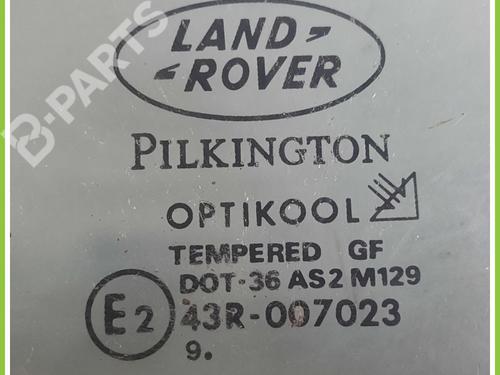 LAND
ROVER
B-PARTS
PILKINGTON
OPTIKOOL
TEMPERED GF
DOT-36 AS2 M129
E2 43R-007023
9.